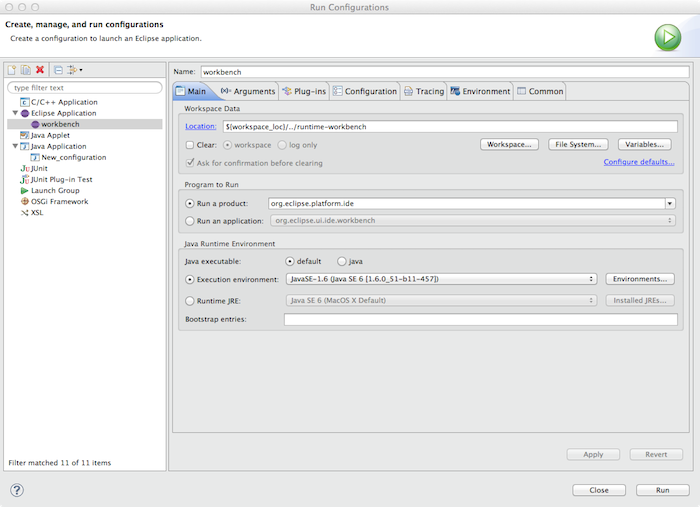 Run Configurations
Create, manage, and run configurations
Create a configuration to launch an Eclipse application.
type filter text
C/C++ Application
Eclipse Application
workbench
Java Applet
Java Application
New_configuration
JUnit
JUnit Plug-in Test
Launch Group
OSGi Framework
XSL
Filter matched 11 of 11 items
Name: workbench
Main (x)= Arguments Plug-ins Configuration Tracing Environment Common
Workspace Data
Location: ${workspace_loc}/../runtime-workbench
Clear: workspace log only Workspace... File System... Variables...
Ask for confirmation before clearing Configure defaults...
Program to Run
Run a product: org.eclipse.platform.ide
Run an application: org.eclipse.ui.ide.workbench
Java Runtime Environment
Java executable: default java
Execution environment: JavaSE-1.6 (Java SE 6 [1.6.0_51-b11-457]) Environments...
Runtime JRE: Java SE 6 (MacOS X Default) Installed JREs...
Bootstrap entries:
Apply Revert
? Close Run